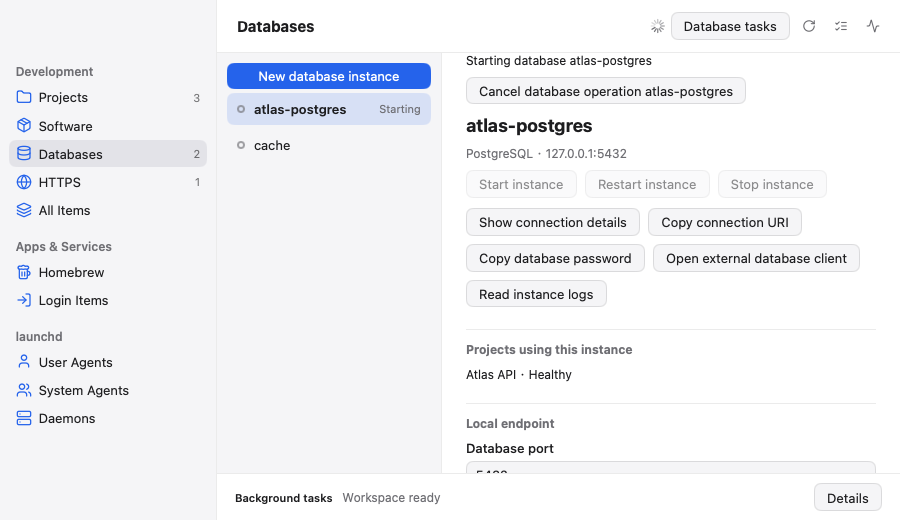 Databases
Database tasks
Development
Projects 3
Software
Databases 2
HTTPS 1
All Items
Apps & Services
Homebrew
Login Items
launchd
User Agents
System Agents
Daemons
New database instance
atlas-postgres Starting
cache
Starting database atlas-postgres
Cancel database operation atlas-postgres
atlas-postgres
PostgreSQL · 127.0.0.1:5432
Start instance Restart instance Stop instance
Show connection details Copy connection URI
Copy database password Open external database client
Read instance logs
Projects using this instance
Atlas API · Healthy
Local endpoint
Database port
Background tasks Workspace ready
Details